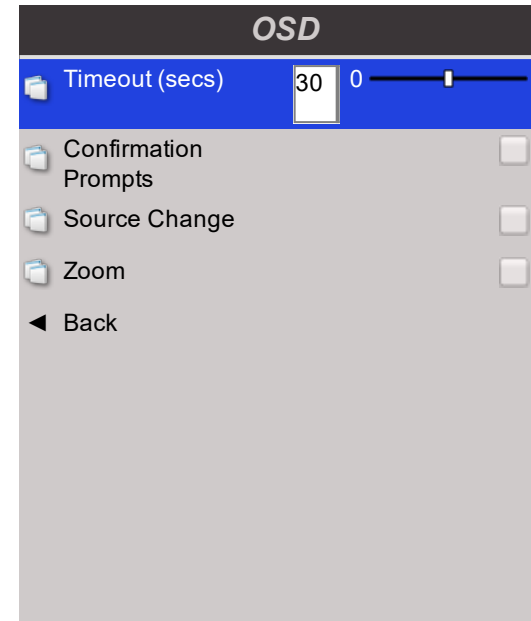 OSD
Timeout (secs) 30 0
Confirmation
Prompts
Source Change
Zoom
◄ Back